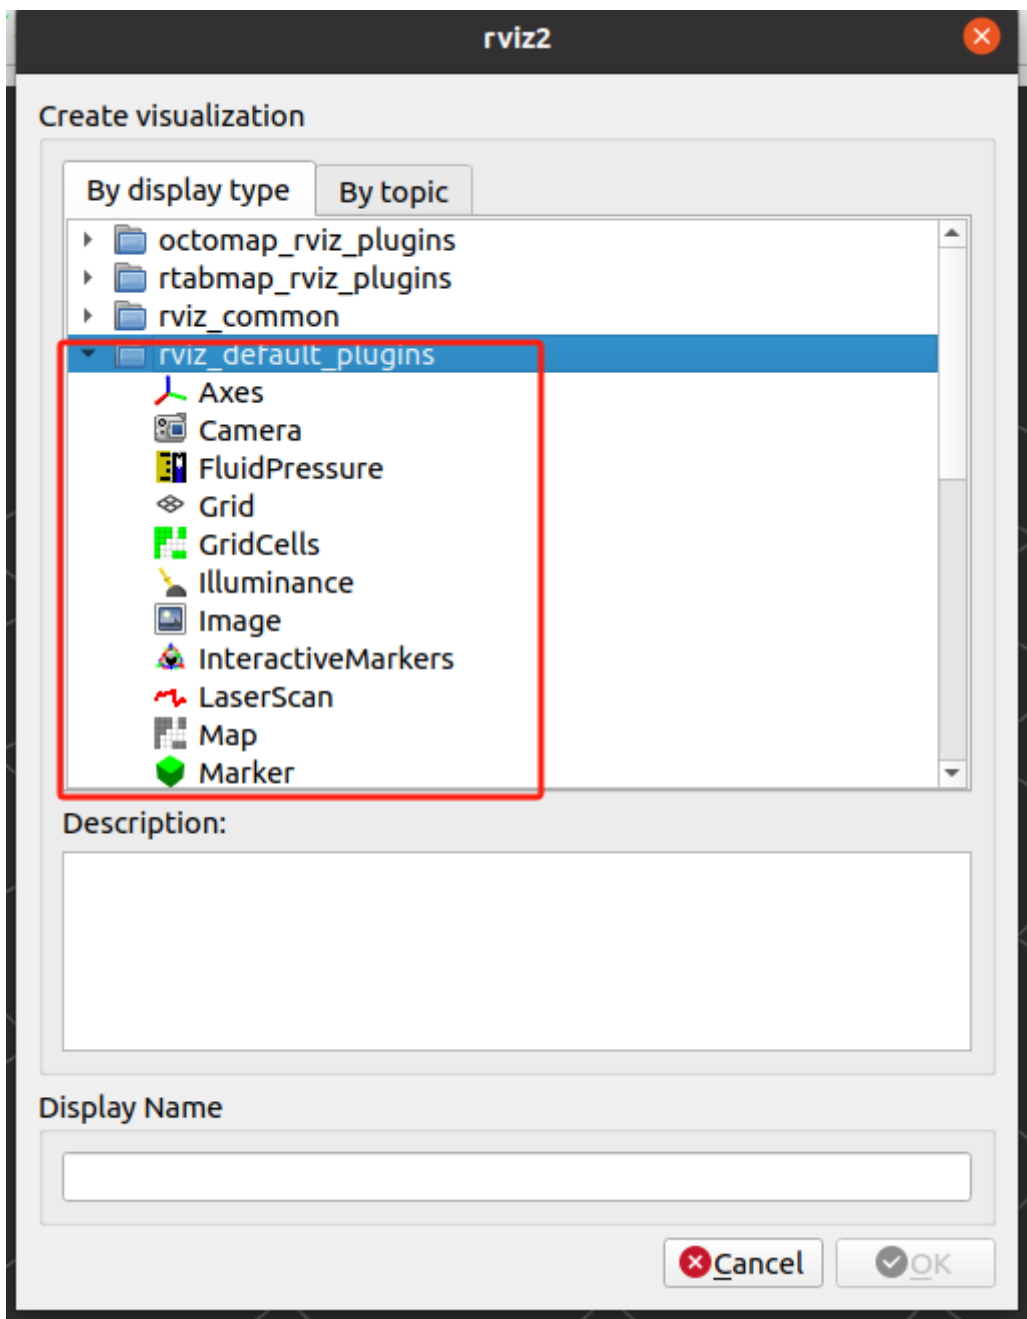 rviz2
Create visualization
By display type
By topic
octomap_rviz_plugins
rtabmap_rviz_plugins
rviz_common
rviz_default_plugins
Axes
Camera
FluidPressure
Grid
GridCells
Illuminance
Image
InteractiveMarkers
LaserScan
Map
Marker
Description:
Display Name
Cancel
OK